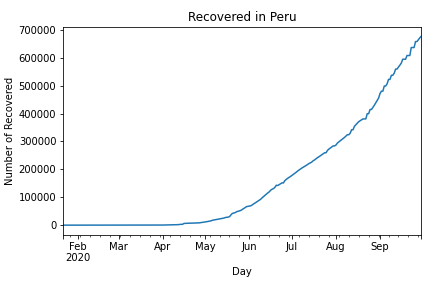 Recovered in Peru
700000
600000
500000
400000
300000
200000
100000
0
Number of Recovered
Feb Mar Apr May Jun Jul Aug Sep
2020
Day